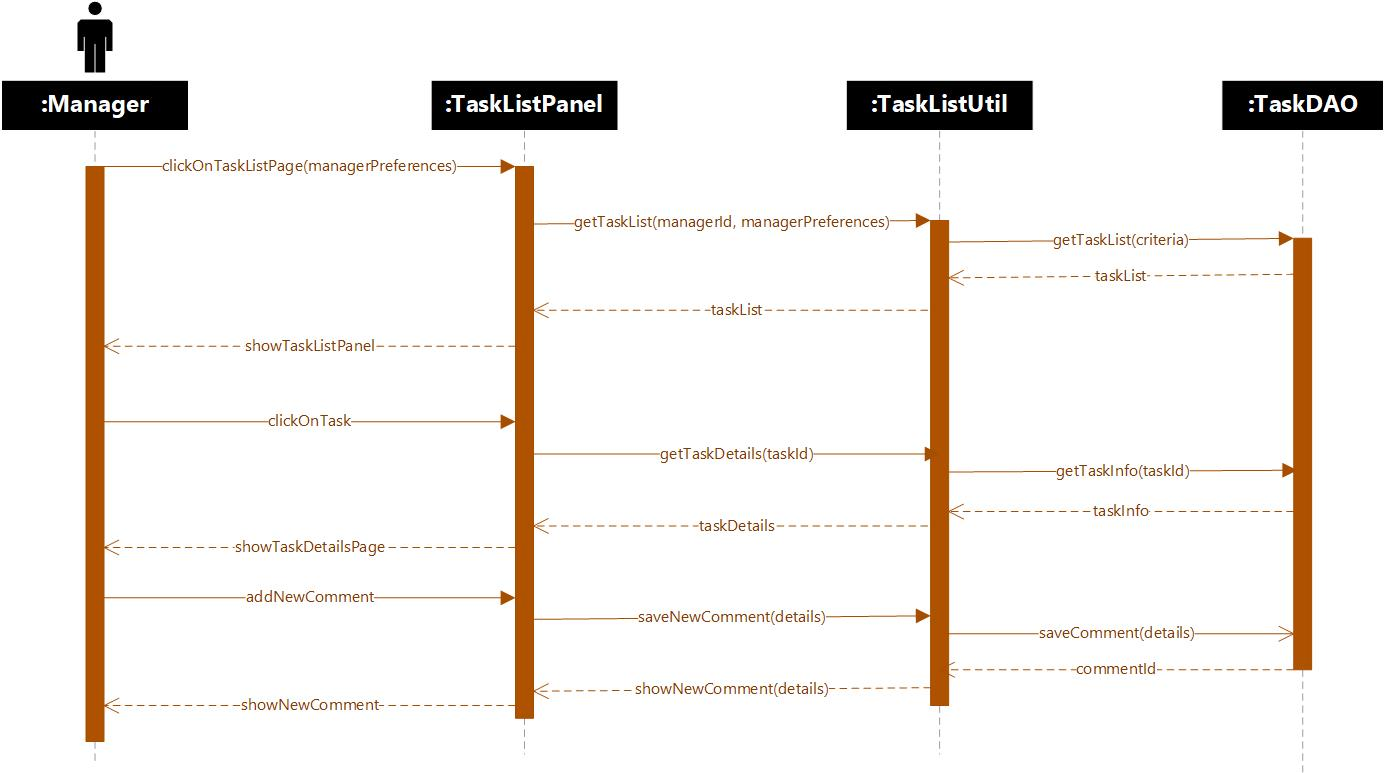 :Manager
:TaskListPanel
:TaskListUtil
:TaskDAO
clickOnTaskListPage(managerPreferences)
getTaskList(managerId, managerPreferences)
getTaskList(criteria)
taskList
taskList
showTaskListPanel
clickOnTask
getTaskDetails(taskId)
getTaskInfo(taskId)
taskInfo
taskDetails
showTaskDetailsPage
addNewComment
saveNewComment(details)
saveComment(details)
commentId
showNewComment(details)
showNewComment